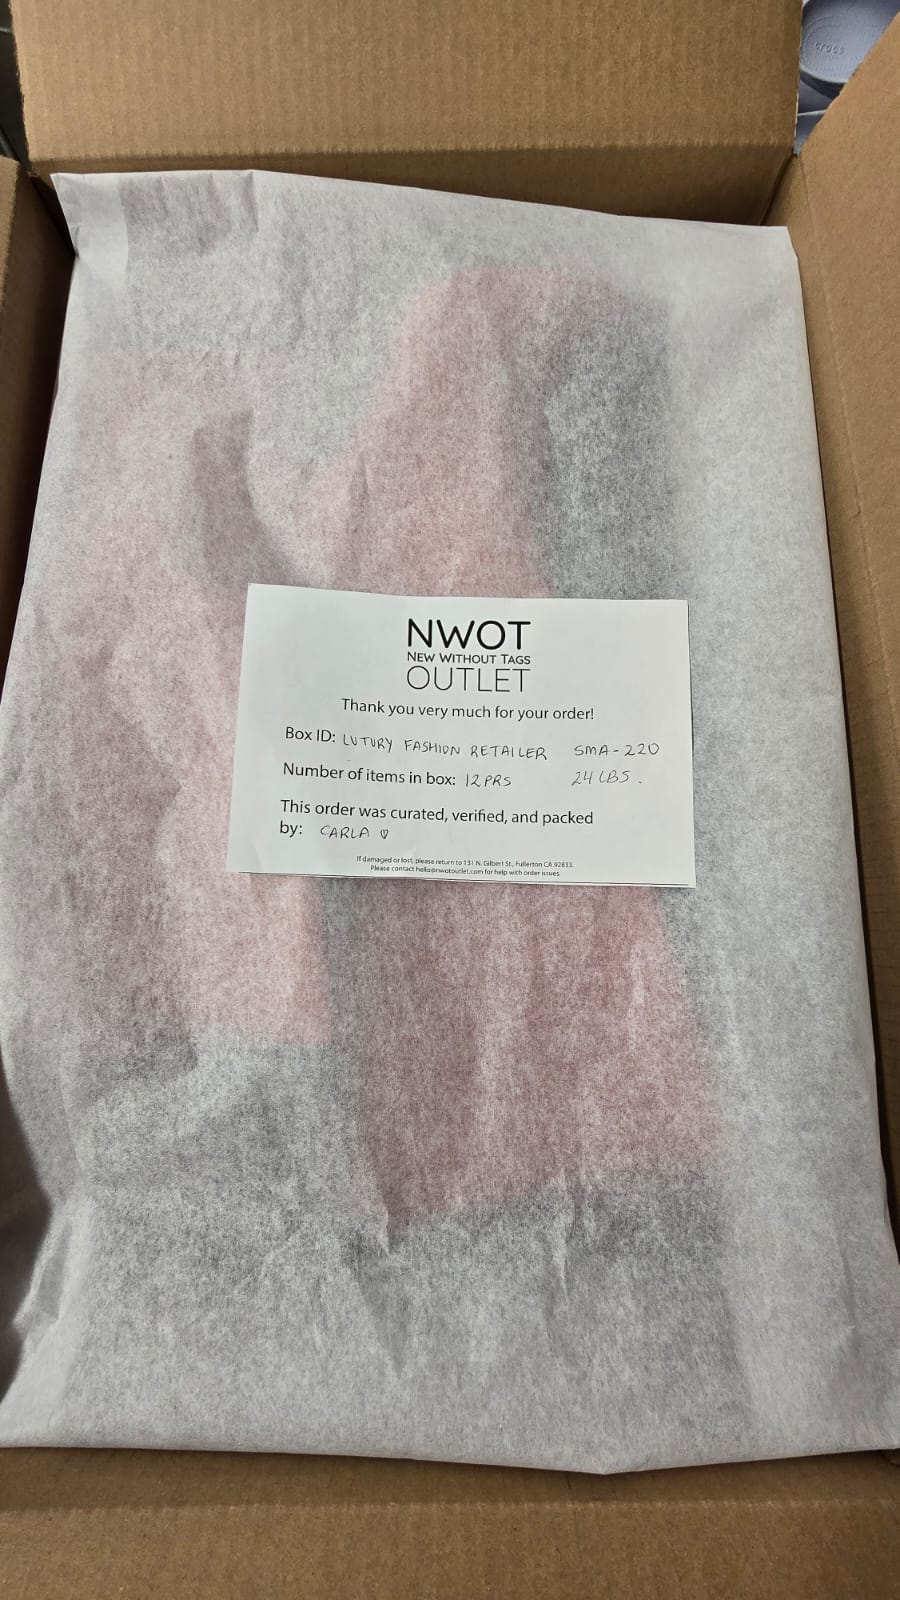 crocs
NWOT
NEW WITHOUT TAGS
OUTLET
Thank you very much for your order!
Box ID: LUTURY FASHION RETAILER SMA-220
Number of items in box: 12 PRS 24 LBS.
This order was curated, verified, and packed
by: CARLA ♡
If damaged or lost, please return to 131 N. Gilbert St., Fullerton CA 92833.
Please contact hello@nwotoutlet.com for help with order issues.